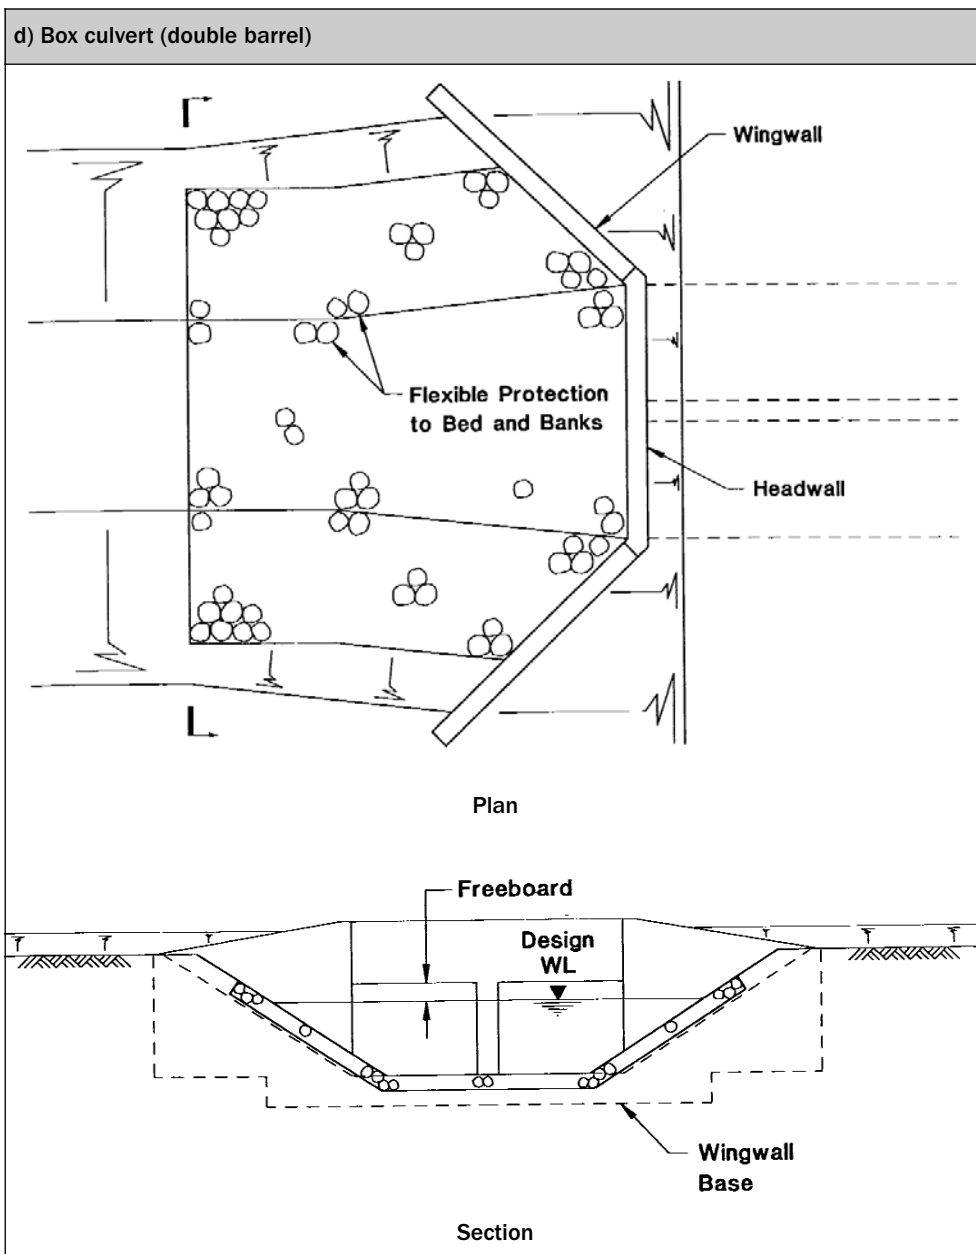 d) Box culvert (double barrel)
Wingwall
Flexible Protection
to Bed and Banks
Headwall
Plan
Freeboard
Design
WL
Wingwall
Base
Section